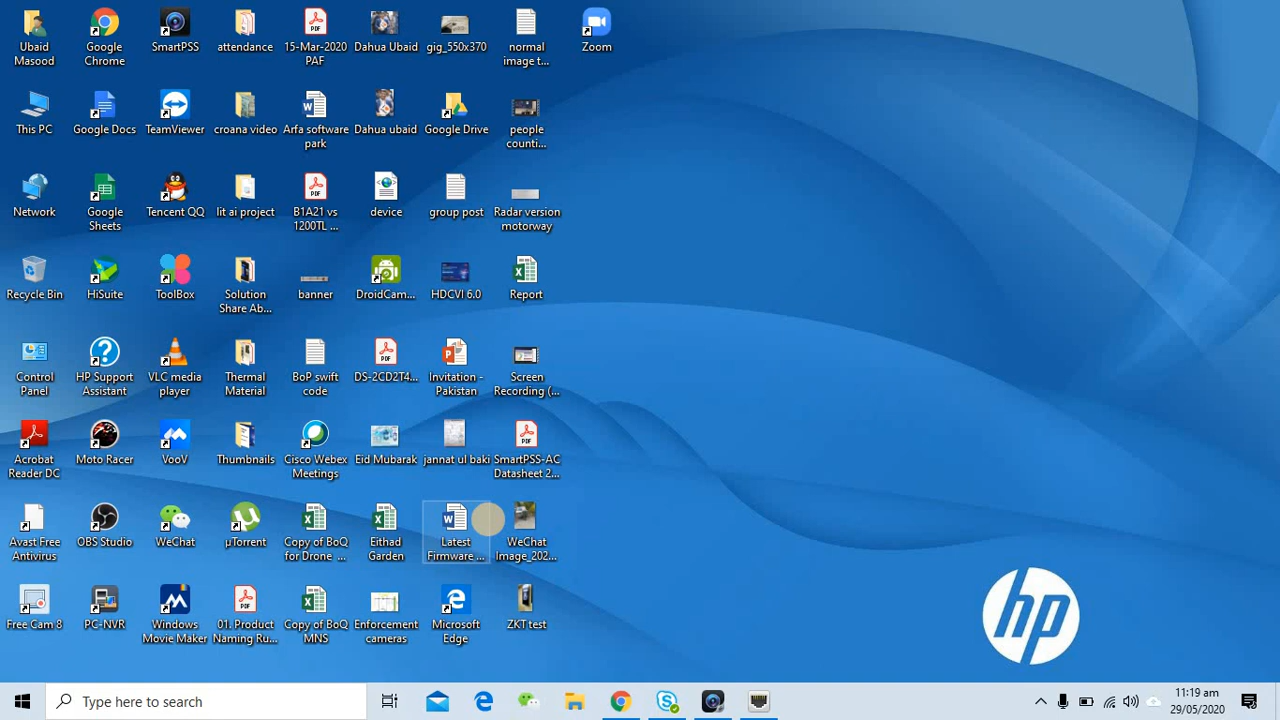 Ubaid
Masood
Google
Chrome
SmartPSS
attendance
15-Mar-2020
PAF
Dahua Ubaid
gig_550x370
normal
image t...
Zoom
This PC
Google Docs
TeamViewer
croana video
Arfa software
park
Dahua ubaid
Google Drive
people
counti...
Network
Google
Sheets
Tencent QQ
lit ai project
B1A21 vs
1200TL ...
device
group post
Radar version
motorway
Recycle Bin
HiSuite
ToolBox
Solution
Share Ab...
banner
DroidCam...
HDCVI 6.0
Report
Control
Panel
HP Support
Assistant
VLC media
player
Thermal
Material
BoP swift
code
DS-2CD2T4...
Invitation -
Pakistan
Screen
Recording (...
Acrobat
Reader DC
Moto Racer
VooV
Thumbnails
Cisco Webex
Meetings
Eid Mubarak
jannat ul baki
SmartPSS-AC
Datasheet 2...
Avast Free
Antivirus
OBS Studio
WeChat
µTorrent
Copy of BoQ
for Drone ...
Eithad
Garden
Latest
Firmware ...
WeChat
Image_202...
Free Cam 8
PC-NVR
Windows
Movie Maker
01. Product
Naming Ru...
Copy of BoQ
MNS
Enforcement
cameras
Microsoft
Edge
ZKT test
hp
Type here to search
11:19 am
29/05/2020